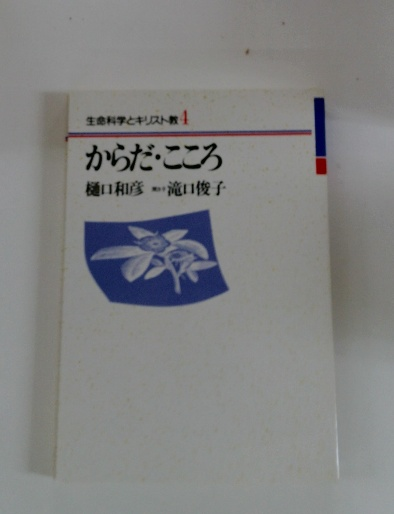 生命科学とキリスト教 4
からだ・こころ
樋口和彦 滝口俊子